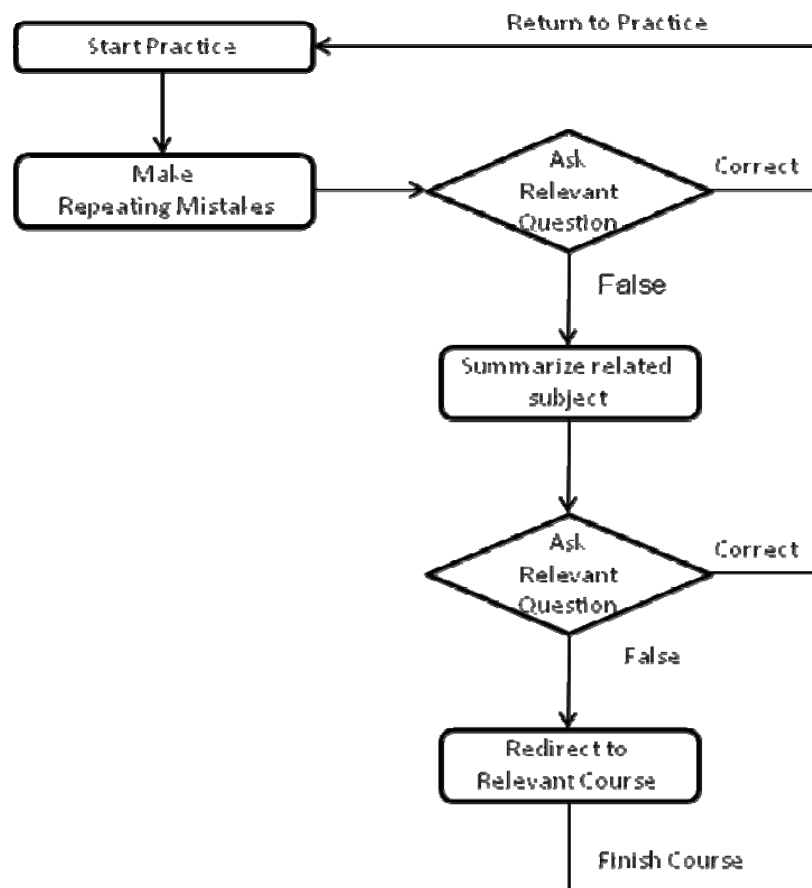 Return to Practice
Start Practice
Make
Repeating Mistales
Ask
Relevant
Question
Correct
False
Summarize related
subject
Ask
Relevant
Question
Correct
False
Redirect to
Relevant Course
Finish Course